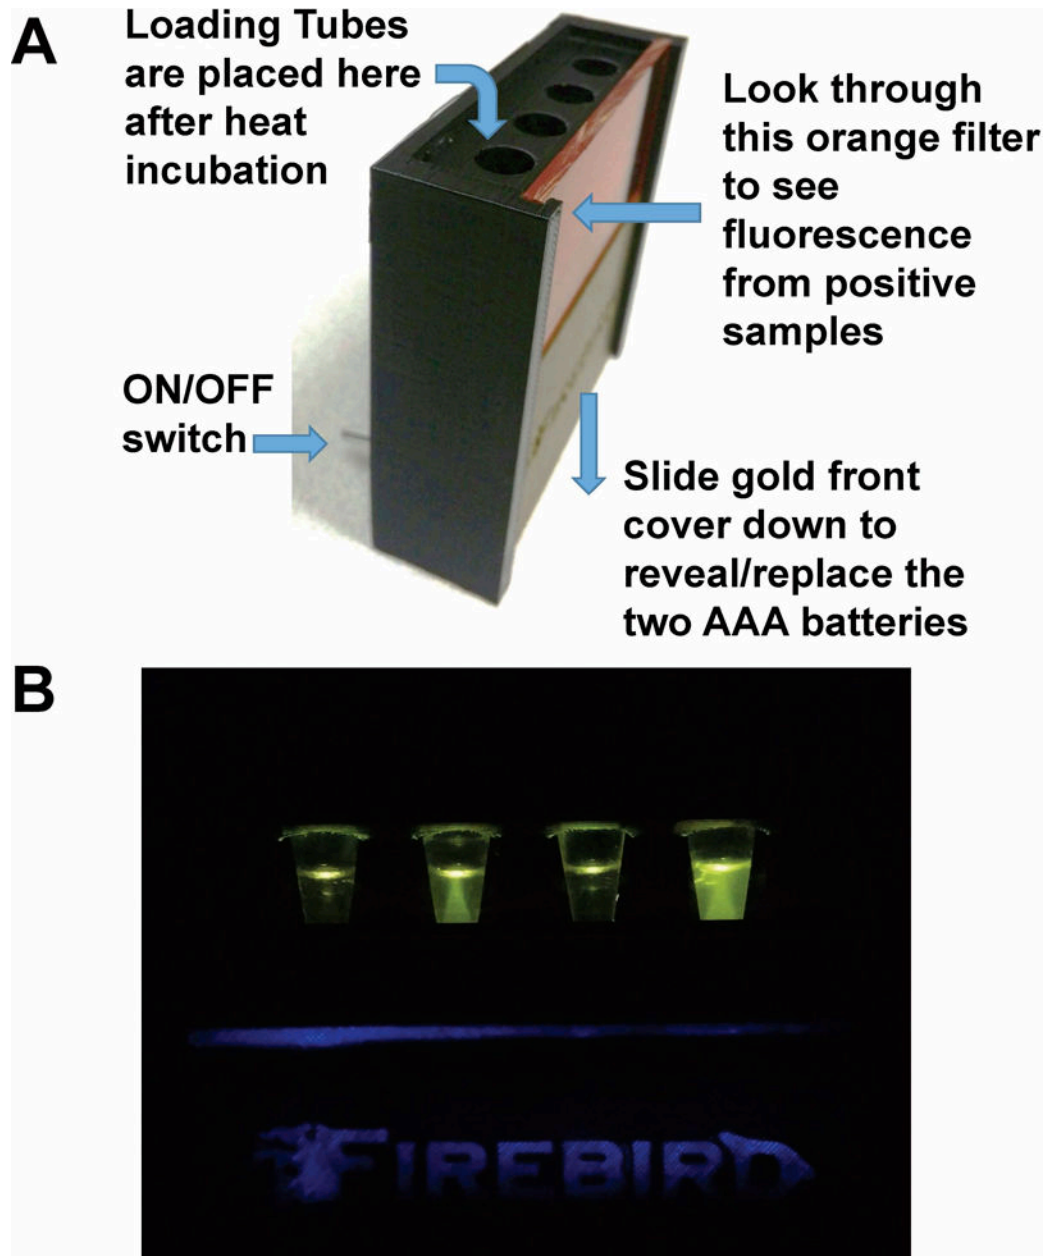 A
Loading Tubes
are placed here
after heat
incubation
Look through
this orange filter
to see
fluorescence
from positive
samples
ON/OFF
switch
Slide gold front
cover down to
reveal/replace the
two AAA batteries
B
FIREBIRD